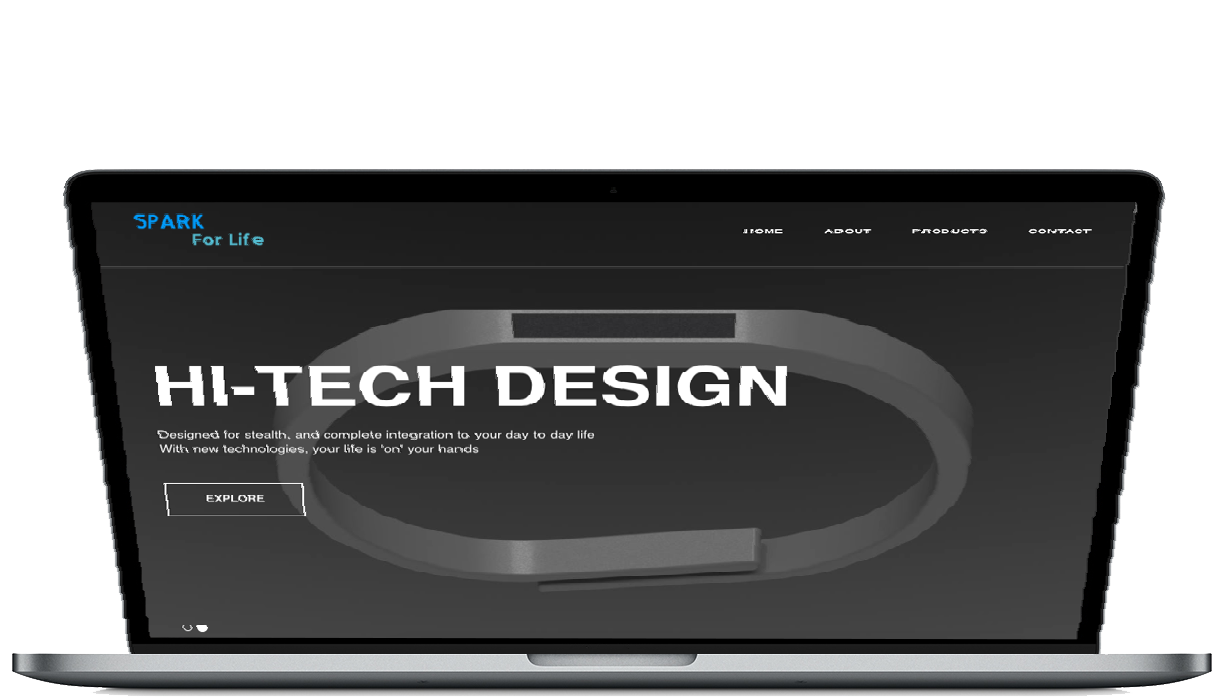 SPARK
For Life
HOME ABOUT PRODUCTS CONTACT
HI-TECH DESIGN
Designed for stealth, and complete integration to your day to day life
With new technologies, your life is 'on' your hands
EXPLORE